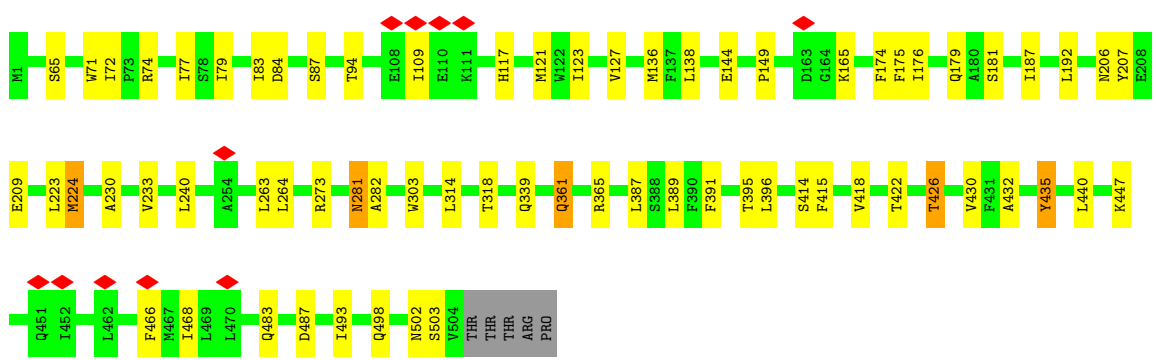 M1 S65 W71 I72 P73 R74 I77 S78 I79 I83 D84 S87 T94 E108 I109 E110 K111 H117 M121 W122 I123 V127 M136 F137 L138 E144 P149 D163 G164 K165 F174 F175 I176 Q179 A180 S181 I187 L192 N206 Y207 E208
E209 L223 M224 A230 V233 L240 A254 L263 L264 R273 N281 A282 W303 L314 T318 Q339 Q361 R365 L387 S388 L389 F390 F391 T395 L396 S414 F415 V418 T422 T426 V430 F431 A432 Y435 L440 K447
Q451 I452 L462 F466 M467 I468 L469 L470 Q483 D487 I493 Q498 N502 S503 V504 THR THR THR ARG PRO